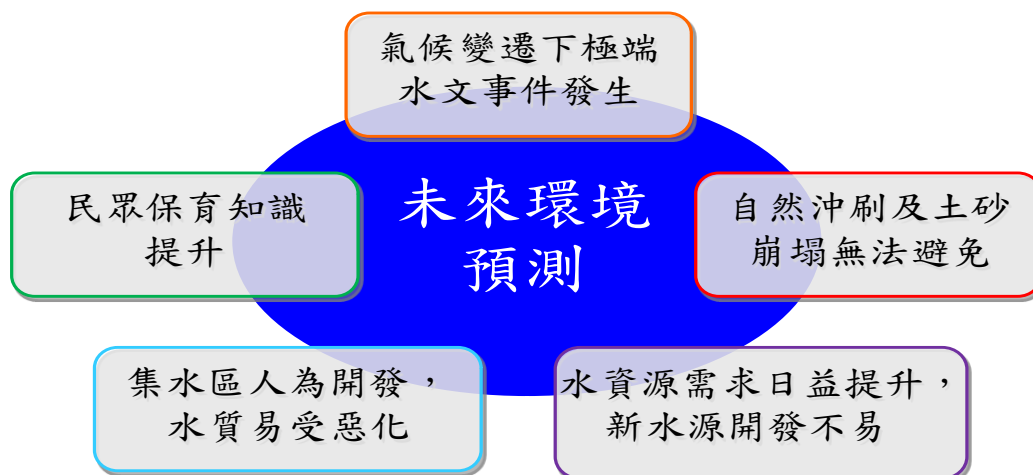 氣候變遷下極端
水文事件發生
未來環境
預測
民眾保育知識
提升
自然沖刷及土砂
崩塌無法避免
集水區人為開發，
水質易受惡化
水資源需求日益提升，
新水源開發不易